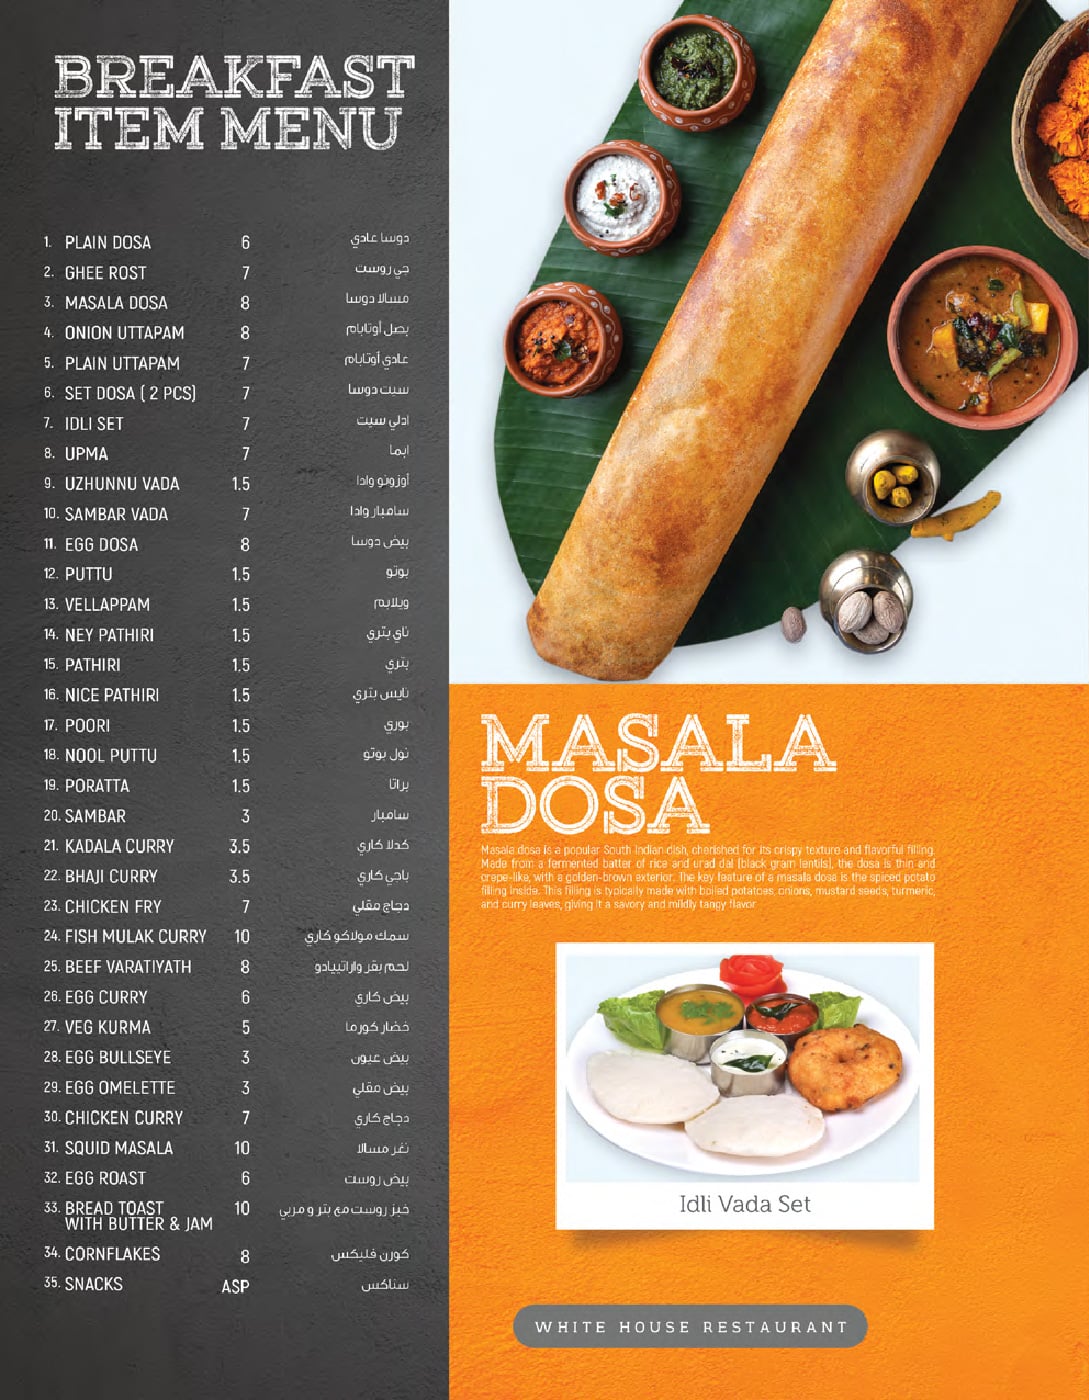 BREAKFAST
ITEM MENU
1. PLAIN DOSA 6 دوسا عادي
2. GHEE ROST 7 جي روست
3. MASALA DOSA 8 مسالا دوسا
4. ONION UTTAPAM 8 بصل أوتابام
5. PLAIN UTTAPAM 7 عادي أوتابام
6. SET DOSA ( 2 PCS) 7 سيت دوسا
7. IDLI SET 7 ادلي سيت
8. UPMA 7 ابما
9. UZHUNNU VADA 1.5 أوزونو وادا
10. SAMBAR VADA 7 سامبار وادا
11. EGG DOSA 8 بيض دوسا
12. PUTTU 1.5 بوتو
13. VELLAPPAM 1.5 ويلابم
14. NEY PATHIRI 1.5 ناي بتري
15. PATHIRI 1.5 بتري
16. NICE PATHIRI 1.5 نايس بتري
17. POORI 1.5 بوري
18. NOOL PUTTU 1.5 نول بوتو
19. PORATTA 1.5 براتا
20. SAMBAR 3 سامبار
21. KADALA CURRY 3.5 كدلا كاري
22. BHAJI CURRY 3.5 باجي كاري
23. CHICKEN FRY 7 دجاج مقلي
24. FISH MULAK CURRY 10 سمك مولاكو كاري
25. BEEF VARATIYATH 8 لحم بقر واراتييادو
26. EGG CURRY 6 بيض كاري
27. VEG KURMA 5 خضار كورما
28. EGG BULLSEYE 3 بيض عيون
29. EGG OMELETTE 3 بيض مقلي
30. CHICKEN CURRY 7 دجاج كاري
31. SQUID MASALA 10 نغر مسالا
32. EGG ROAST 6 بيض روست
33. BREAD TOAST 10 خبز روست مع بتر و مربي
WITH BUTTER & JAM
34. CORNFLAKES 8 كورن فليكس
35. SNACKS ASP سناكس
MASALA
DOSA
Masala dosa is a popular South Indian dish, cherished for its crispy texture and flavorful filling.
Made from a fermented batter of rice and urad dal (black gram lentils), the dosa is thin and
crepe-like, with a golden-brown exterior. The key feature of a masala dosa is the spiced potato
filling inside. This filling is typically made with boiled potatoes, onions, mustard seeds, turmeric,
and curry leaves, giving it a savory and mildly tangy flavor
Idli Vada Set
WHITE HOUSE RESTAURANT